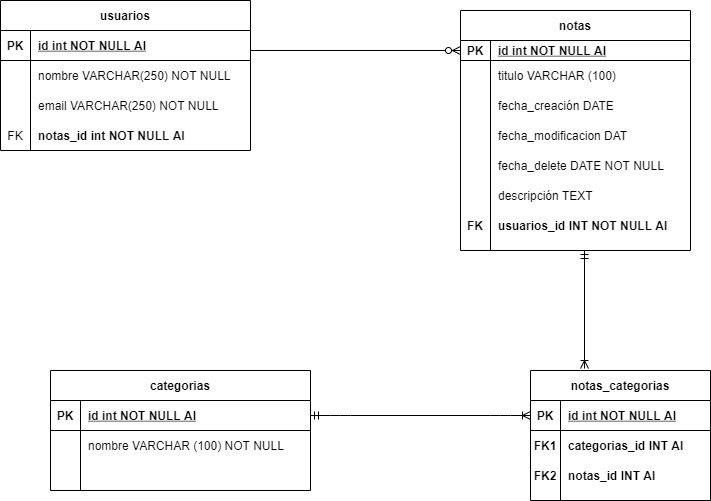 usuarios
PK id int NOT NULL AI
nombre VARCHAR(250) NOT NULL
email VARCHAR(250) NOT NULL
FK notas_id int NOT NULL AI
notas
PK id int NOT NULL AI
titulo VARCHAR (100)
fecha_creación DATE
fecha_modificacion DAT
fecha_delete DATE NOT NULL
descripción TEXT
FK usuarios_id INT NOT NULL AI
categorias
PK id int NOT NULL AI
nombre VARCHAR (100) NOT NULL
notas_categorias
PK id int NOT NULL AI
FK1 categorias_id INT AI
FK2 notas_id INT AI